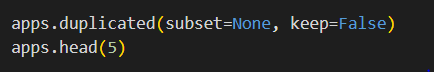 apps.duplicated(subset=None, keep=False)
apps.head(5)